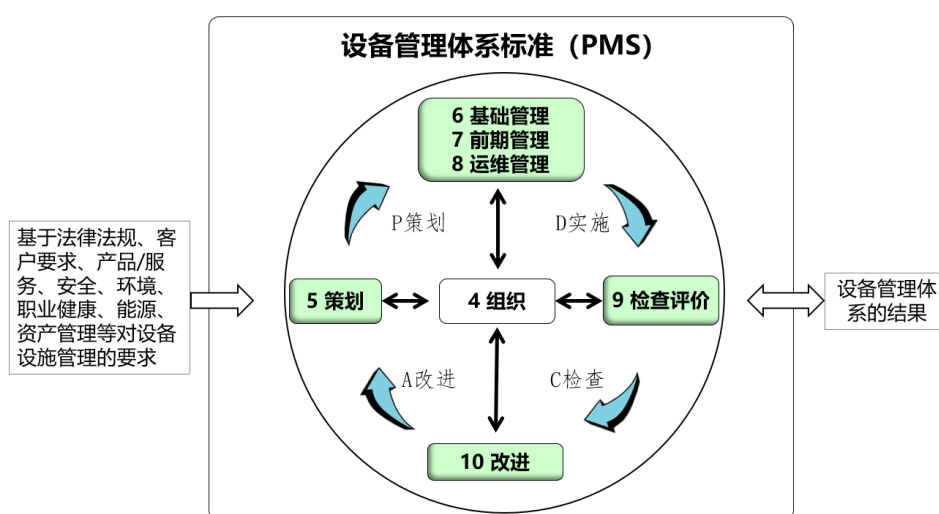 设备管理体系标准（PMS）
6 基础管理
7 前期管理
8 运维管理
P策划
D实施
基于法律法规、客
户要求、产品/服
务、安全、环境、
职业健康、能源、
资产管理等对设备
设施管理的要求
5 策划
4 组织
9 检查评价
设备管理体
系的结果
A改进
C检查
10 改进